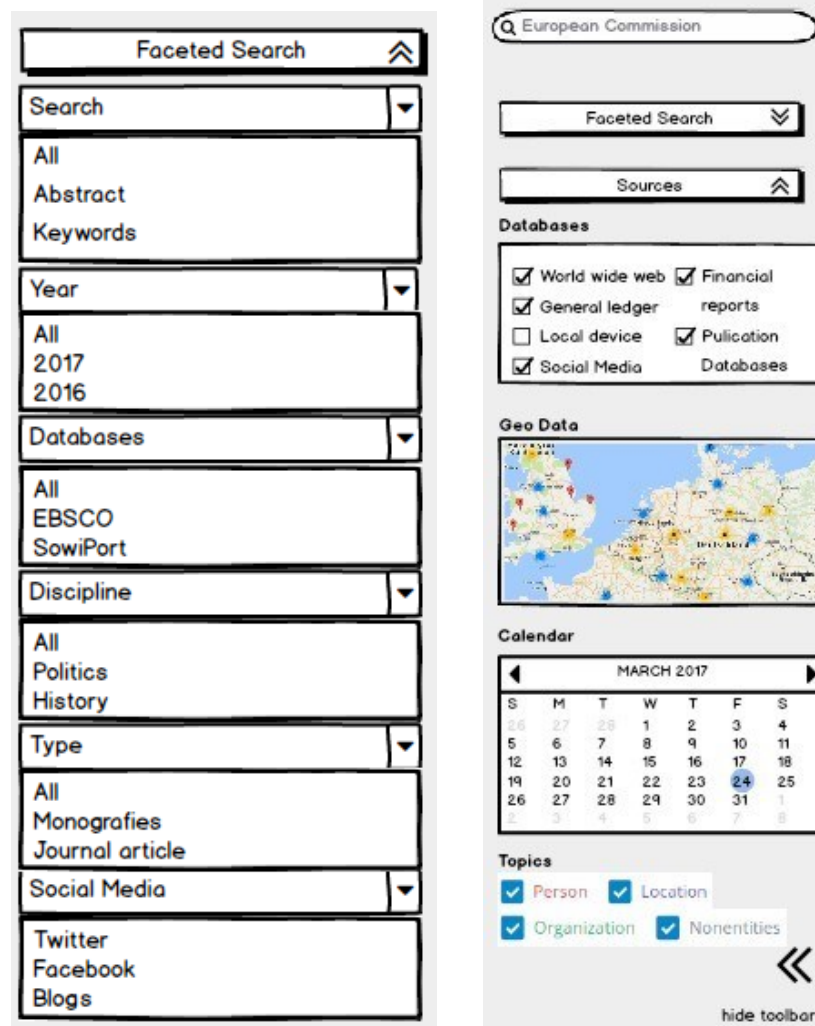 Faceted Search
Search
All
Abstract
Keywords
Year
All
2017
2016
Databases
All
EBSCO
SowiPort
Discipline
All
Politics
History
Type
All
Monografies
Journal article
Social Media
Twitter
Facebook
Blogs
European Commission
Faceted Search
Sources
Databases
World wide web Financial
General ledger reports
Local device Pulication
Social Media Databases
Geo Data
Calendar
MARCH 2017
S M T W T F S
26 27 28 1 2 3 4
5 6 7 8 9 10 11
12 13 14 15 16 17 18
19 20 21 22 23 24 25
26 27 28 29 30 31 1
2 3 4 5 6 7 8
Topics
Person Location
Organization Nonentities
hide toolbar